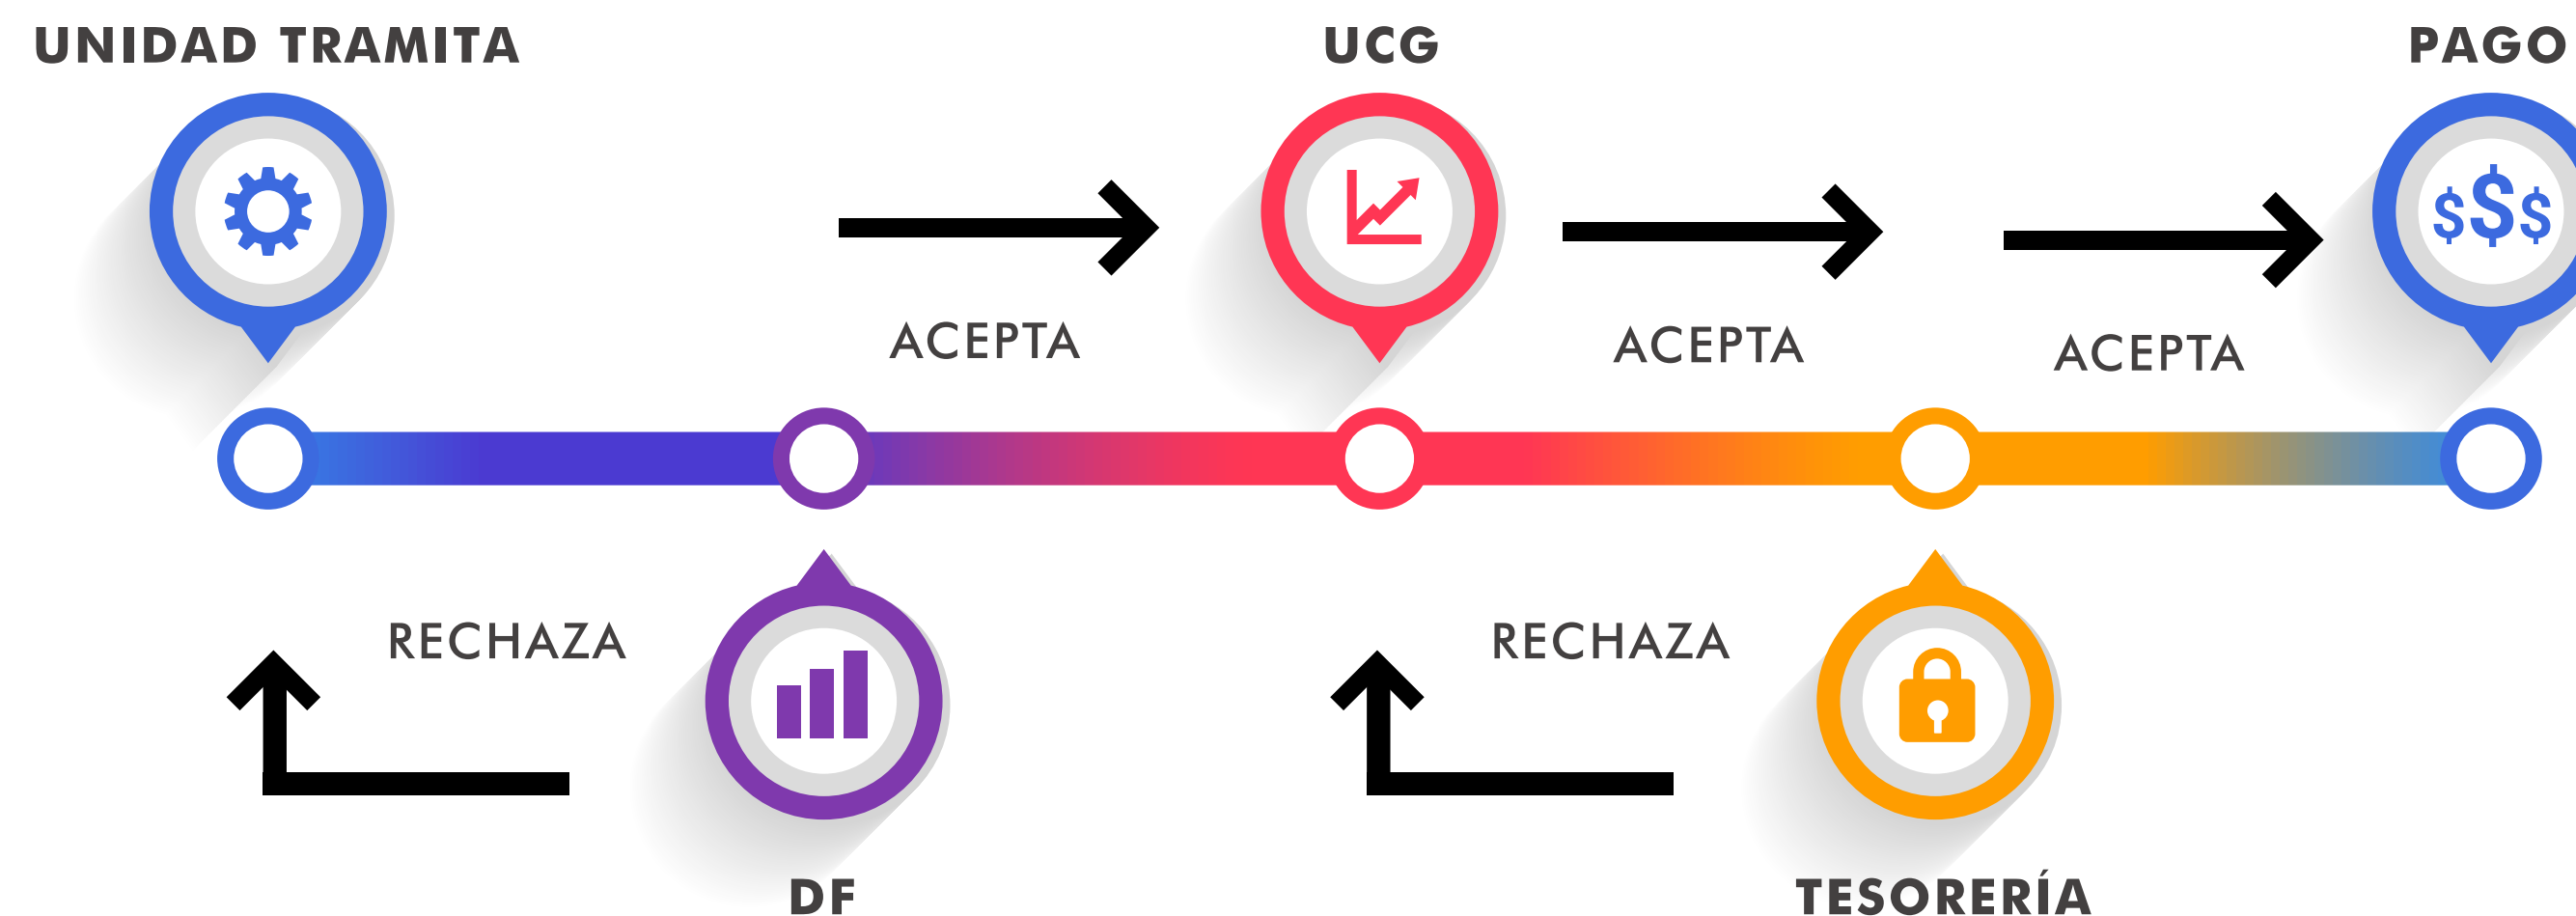 UNIDAD TRAMITA
UCG
PAGO
$$$
ACEPTA
ACEPTA
ACEPTA
RECHAZA
RECHAZA
DF
TESORERÍA